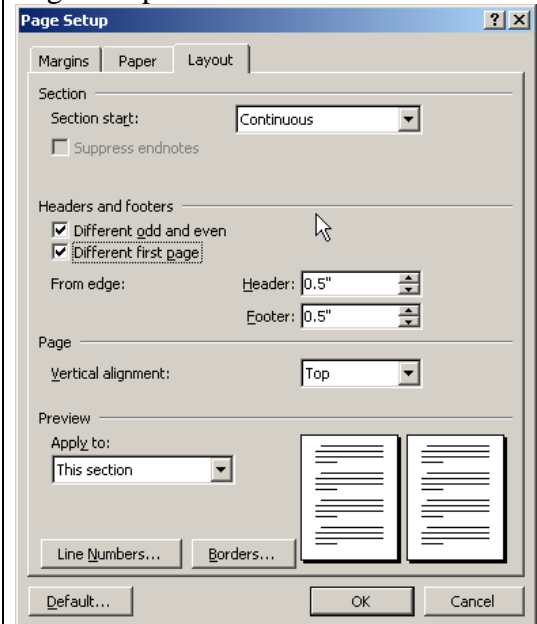 Page Setup
Margins Paper Layout
Section
Section start: Continuous
Suppress endnotes
Headers and footers
Different odd and even
Different first page
From edge: Header: 0.5"
Footer: 0.5"
Page
Vertical alignment: Top
Preview
Apply to:
This section
Line Numbers... Borders...
Default... OK Cancel